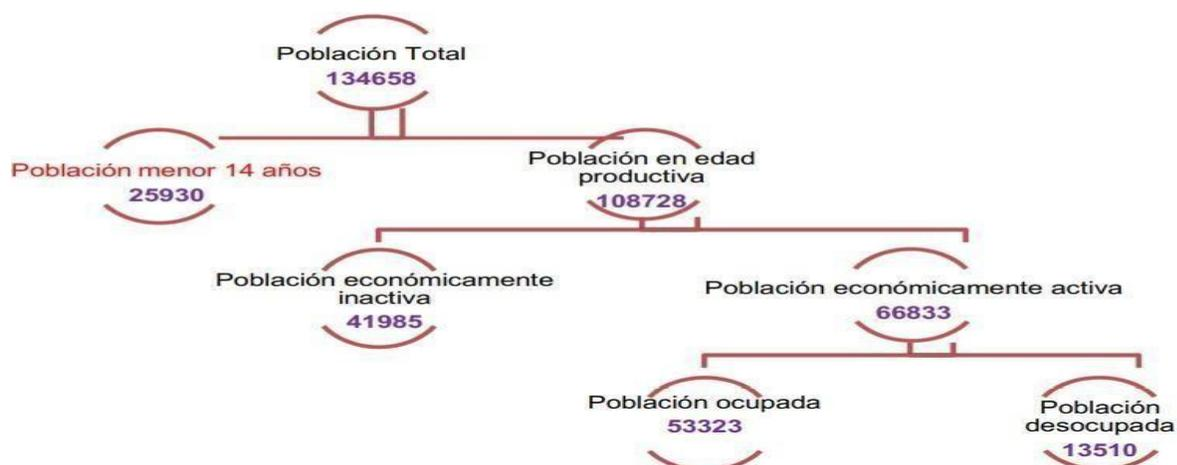 Población Total
134658
Población menor 14 años
25930
Población en edad
productiva
108728
Población económicamente
inactiva
41985
Población económicamente activa
66833
Población ocupada
53323
Población
desocupada
13510